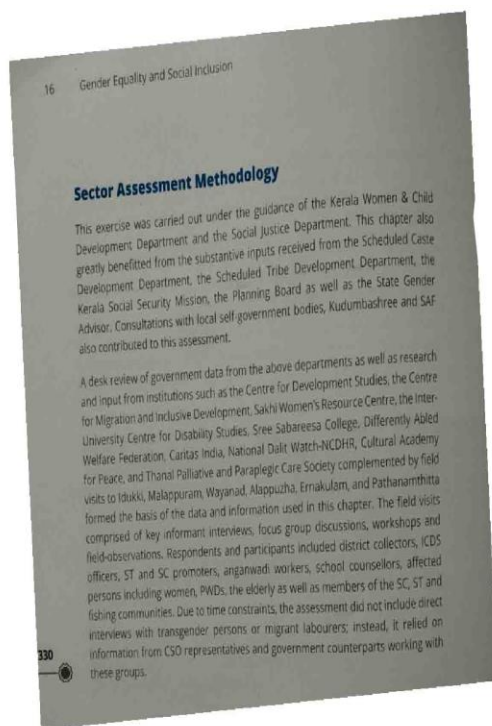 16 Gender Equality and Social Inclusion
Sector Assessment Methodology
This exercise was carried out under the guidance of the Kerala Women & Child
Development Department and the Social Justice Department. This chapter also
greatly benefitted from the substantive inputs received from the Scheduled Caste
Development Department, the Scheduled Tribe Development Department, the
Kerala Social Security Mission, the Planning Board as well as the State Gender
Advisor. Consultations with local self-government bodies, Kudumbashree and SAF
also contributed to this assessment.
A desk review of government data from the above departments as well as research
and input from institutions such as the Centre for Development Studies, the Centre
for Migration and Inclusive Development, Sakhi Women's Resource Centre, the Inter-
University Centre for Disability Studies, Sree Sabareesa College, Differently Abled
Welfare Federation, Caritas India, National Dalit Watch-NCDHR, Cultural Academy
for Peace, and Thanal Palliative and Paraplegic Care Society complemented by field
visits to Idukki, Malappuram, Wayanad, Alappuzha, Ernakulam, and Pathanamthitta
formed the basis of the data and information used in this chapter. The field visits
comprised of key informant interviews, focus group discussions, workshops and
field-observations. Respondents and participants included district collectors, ICDS
officers, ST and SC promoters, anganwadi workers, school counsellors, affected
persons including women, PWDs, the elderly as well as members of the SC, ST and
fishing communities. Due to time constraints, the assessment did not include direct
interviews with transgender persons or migrant labourers; instead, it relied on
information from CSO representatives and government counterparts working with
these groups.
330